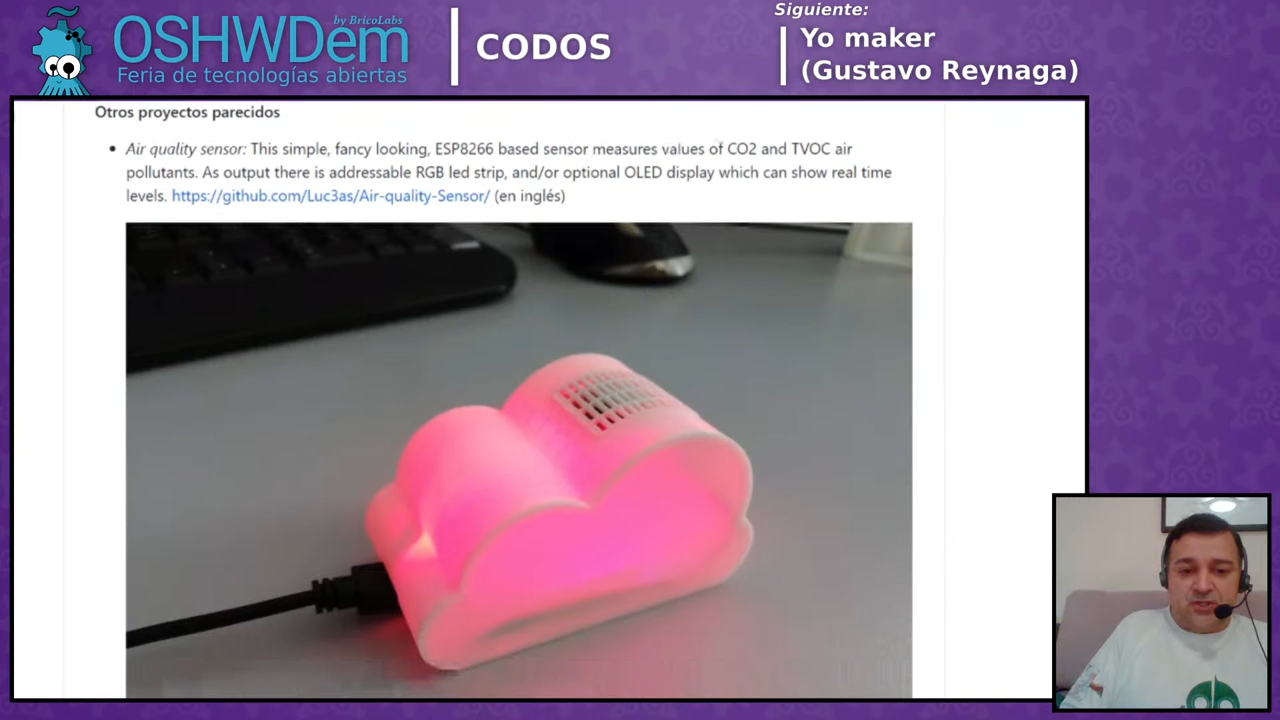 by BricoLabs
OSHWDem
Feria de tecnologías abiertas
CODOS
Siguiente:
Yo maker
(Gustavo Reynaga)
Otros proyectos parecidos
• Air quality sensor: This simple, fancy looking, ESP8266 based sensor measures values of CO2 and TVOC air
pollutants. As output there is addressable RGB led strip, and/or optional OLED display which can show real time
levels. https://github.com/Luc3as/Air-quality-Sensor/ (en inglés)